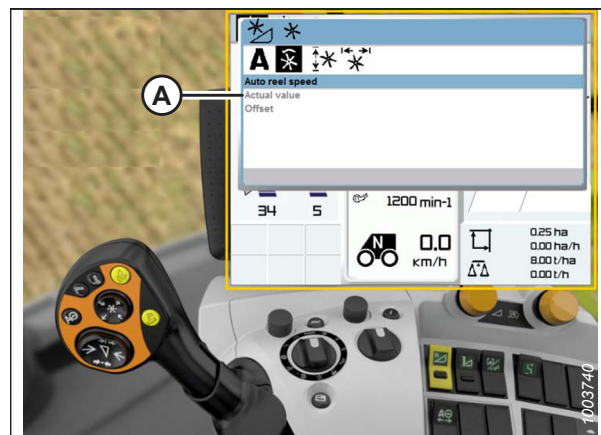 A
Auto reel speed
Actual value
Offset
A
34
5
1200 min-1
N
0.0
km/h
0.25 ha
0.00 ha/h
8.00 t/ha
0.00 t/h
1003740